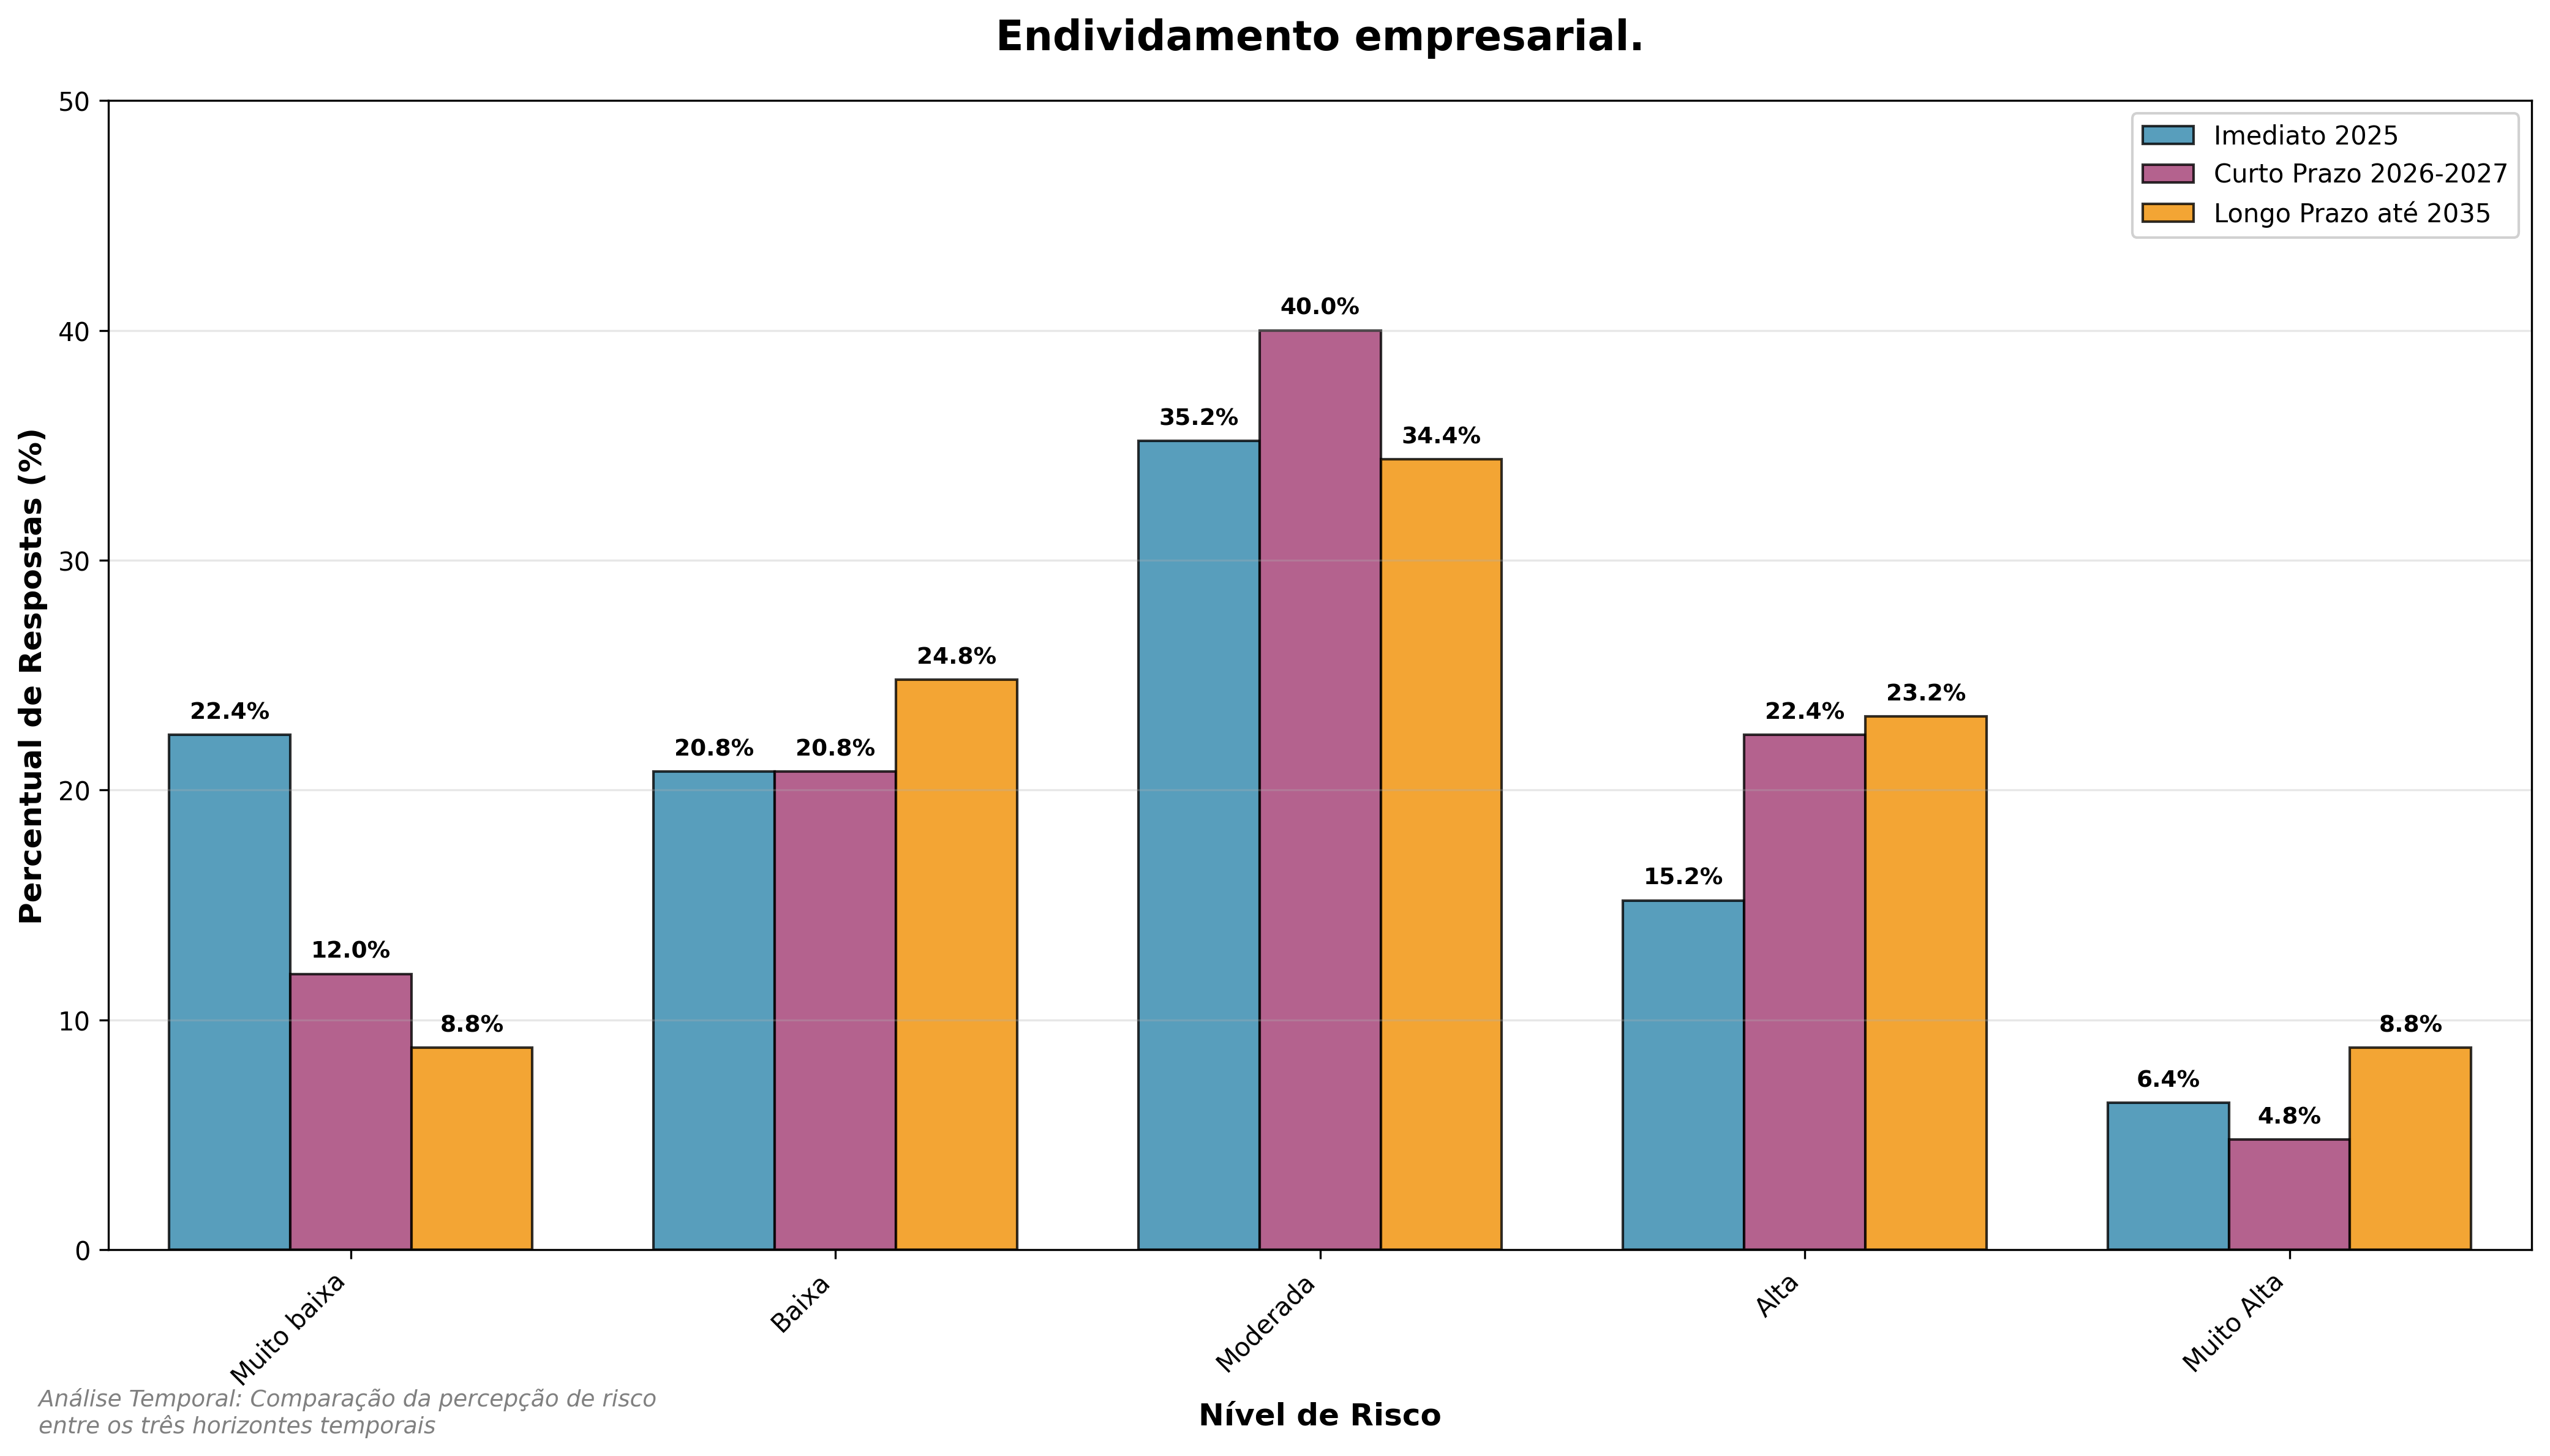 Endividamento empresarial.
Imediato 2025
Curto Prazo 2026-2027
Longo Prazo até 2035
Percentual de Respostas (%)
50
40
30
20
10
0
22.4%
12.0%
8.8%
20.8%
20.8%
24.8%
35.2%
40.0%
34.4%
15.2%
22.4%
23.2%
6.4%
4.8%
8.8%
Muito baixa
Baixa
Moderada
Alta
Muito Alta
Nível de Risco
Análise Temporal: Comparação da percepção de risco
entre os três horizontes temporais